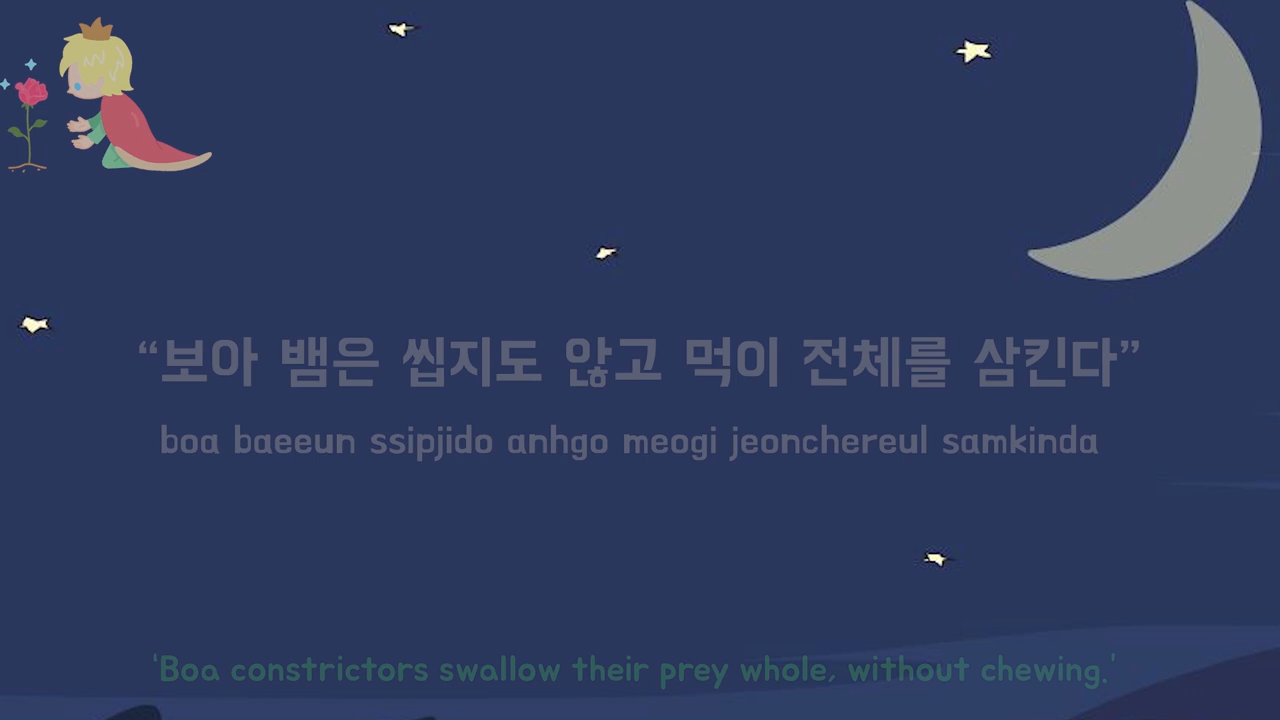 “보아 뱀은 씹지도 않고 먹이 전체를 삼킨다”
boa baeeun ssipjido anhgo meogi jeonchereul samkinda
'Boa constrictors swallow their prey whole, without chewing.'